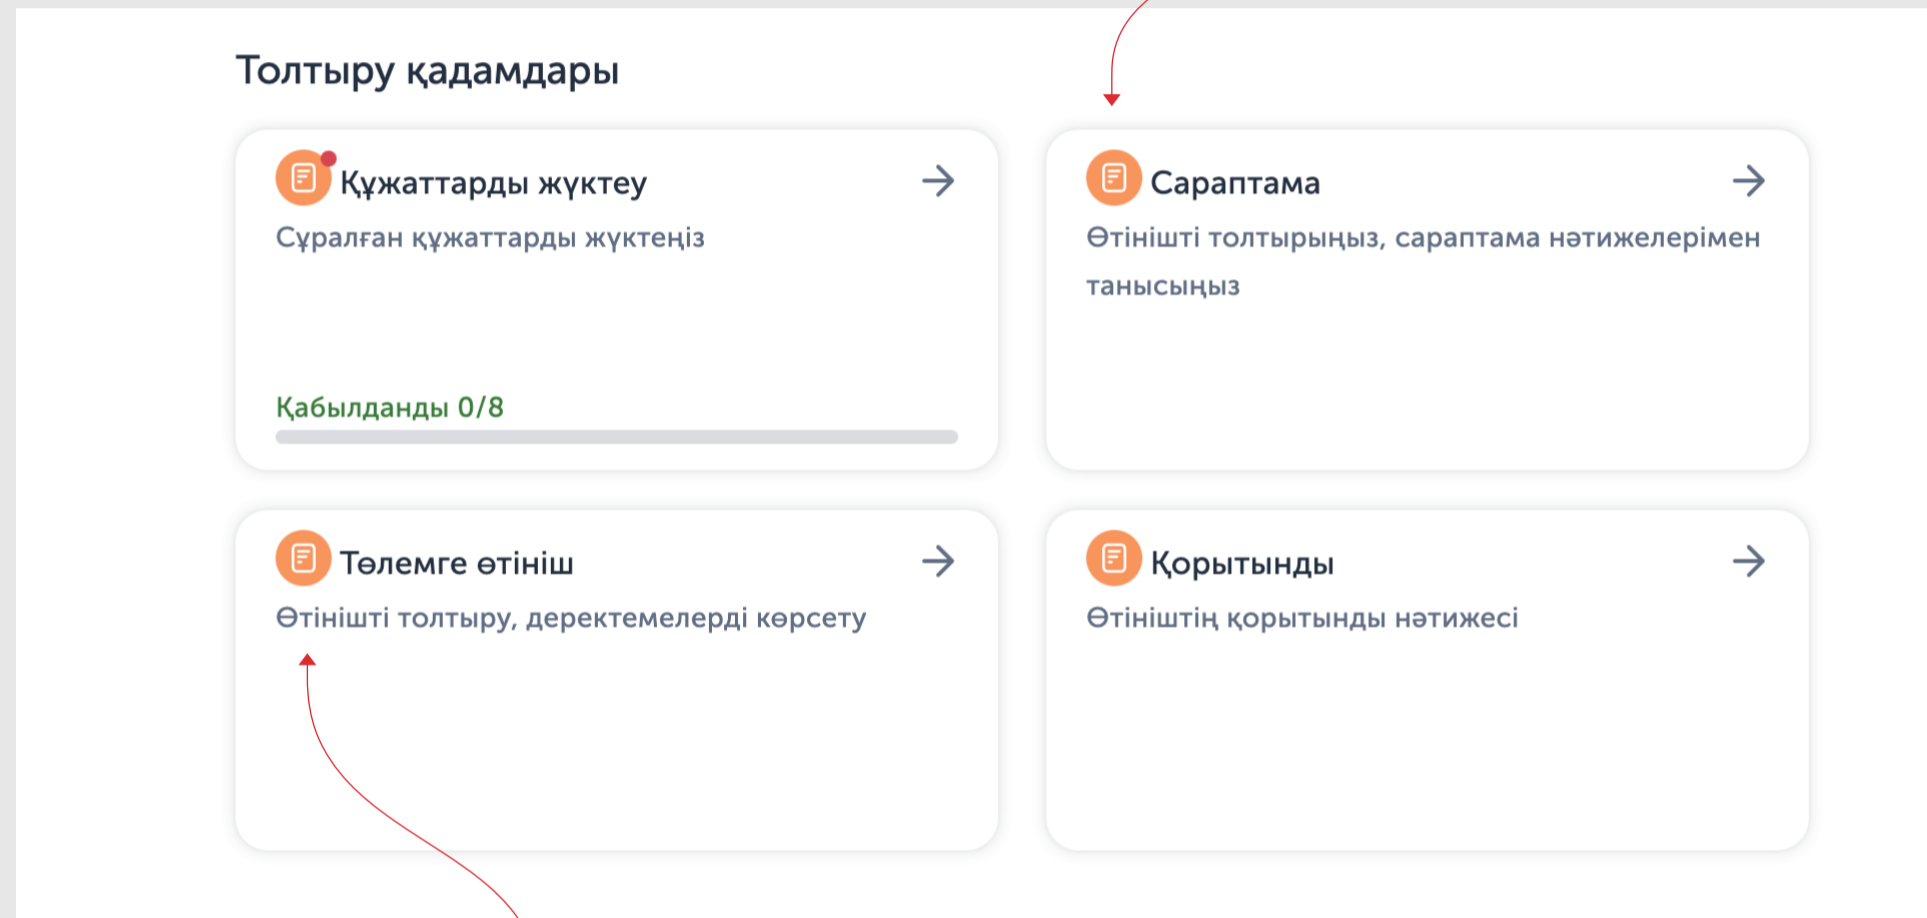 Толтыру қадамдары
Құжаттарды жүктеу
Сұралған құжаттарды жүктеңіз
Қабылданды 0/8
Сараптама
Өтінішті толтырыңыз, сараптама нәтижелерімен
танысыңыз
Төлемге өтініш
Өтінішті толтыру, деректемелерді көрсету
Қорытынды
Өтініштің қорытынды нәтижесі